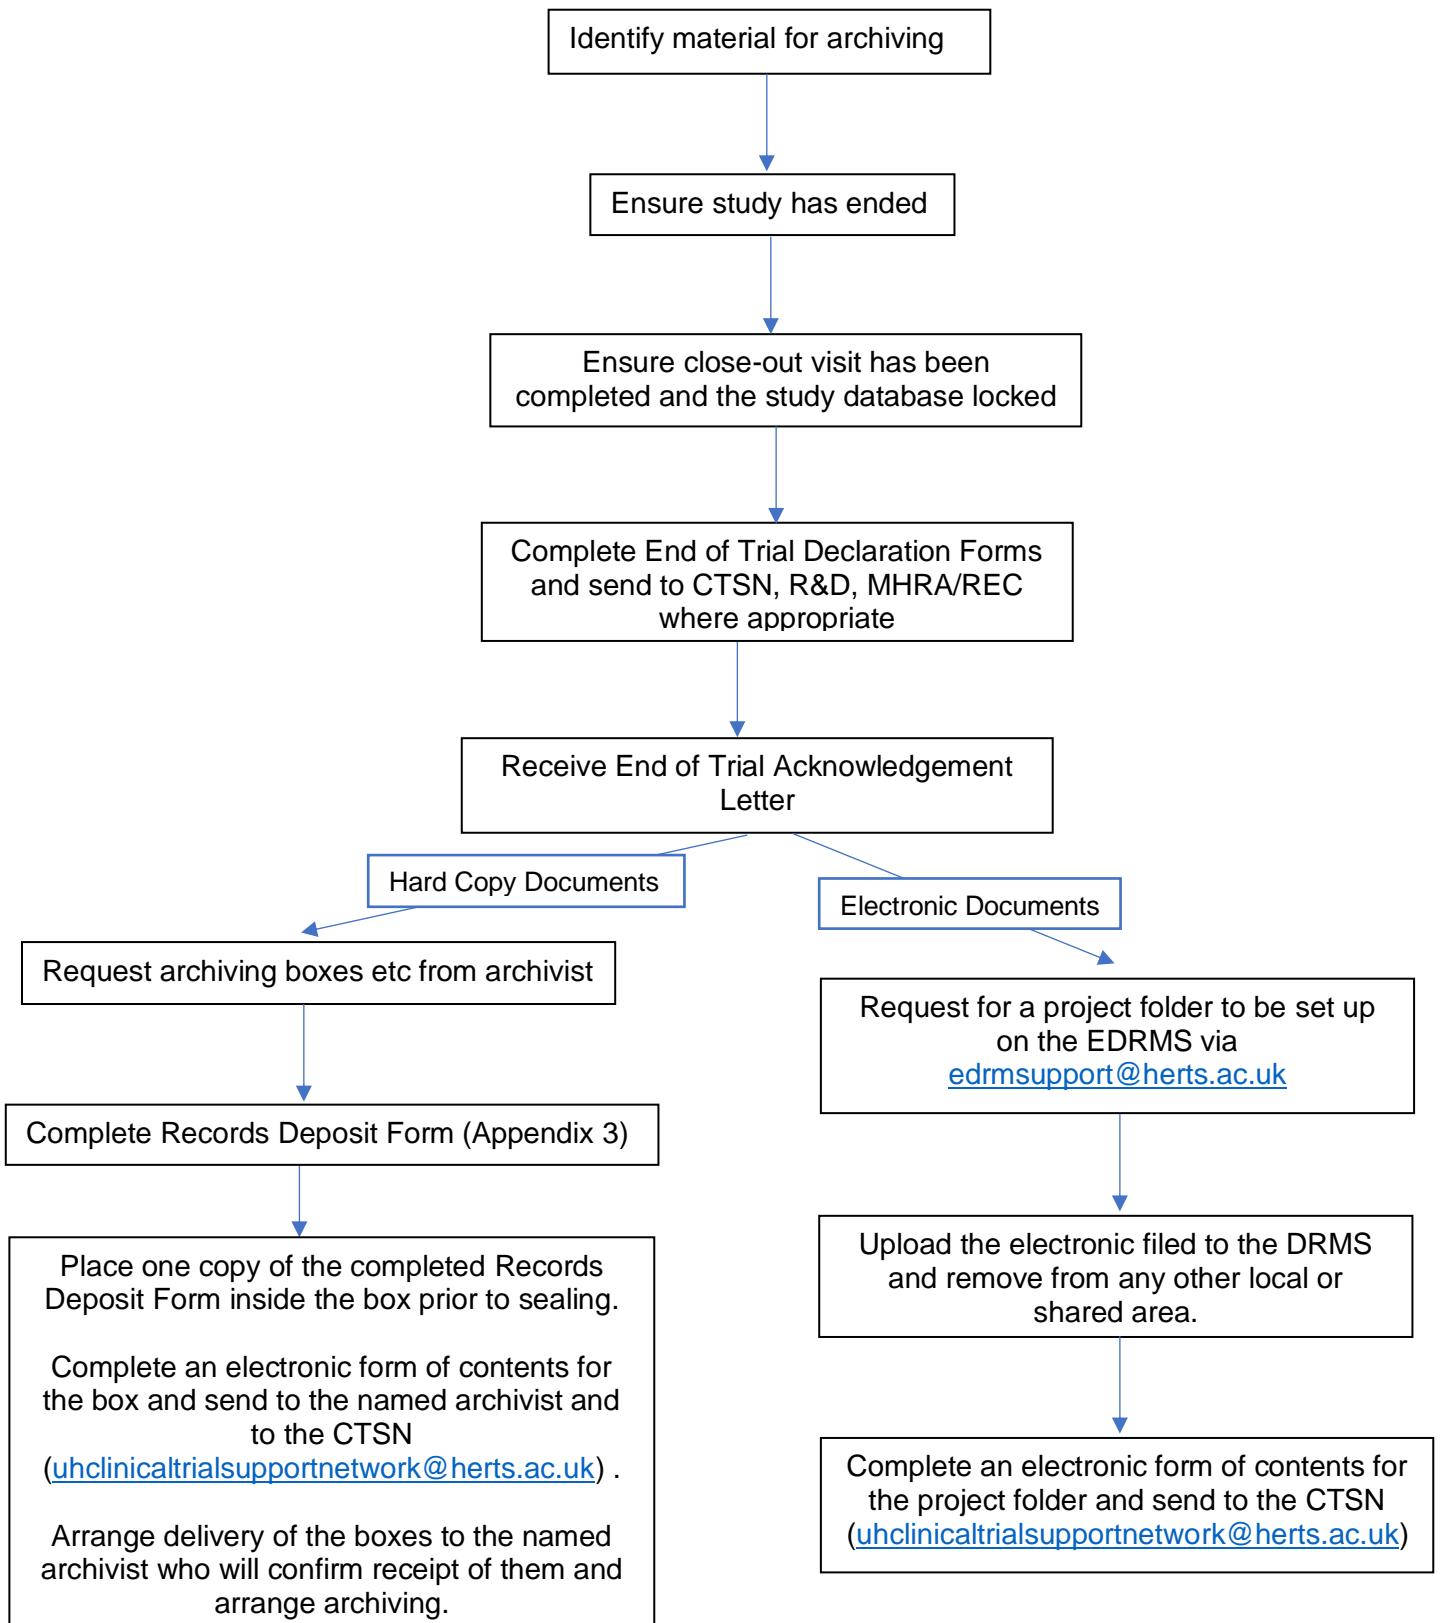 Identify material for archiving
Ensure study has ended
Ensure close-out visit has been
completed and the study database locked
Complete End of Trial Declaration Forms
and send to CTSN, R&D, MHRA/REC
where appropriate
Receive End of Trial Acknowledgement
Letter
Hard Copy Documents
Request archiving boxes etc from archivist
Complete Records Deposit Form (Appendix 3)
Place one copy of the completed Records
Deposit Form inside the box prior to sealing.
Complete an electronic form of contents for
the box and send to the named archivist and
to the CTSN
(uhclinicaltrialsupportnetwork@herts.ac.uk) .
Arrange delivery of the boxes to the named
archivist who will confirm receipt of them and
arrange archiving.
Electronic Documents
Request for a project folder to be set up
on the EDRMS via
edrmsupport@herts.ac.uk
Upload the electronic filed to the DRMS
and remove from any other local or
shared area.
Complete an electronic form of contents for
the project folder and send to the CTSN
(uhclinicaltrialsupportnetwork@herts.ac.uk)